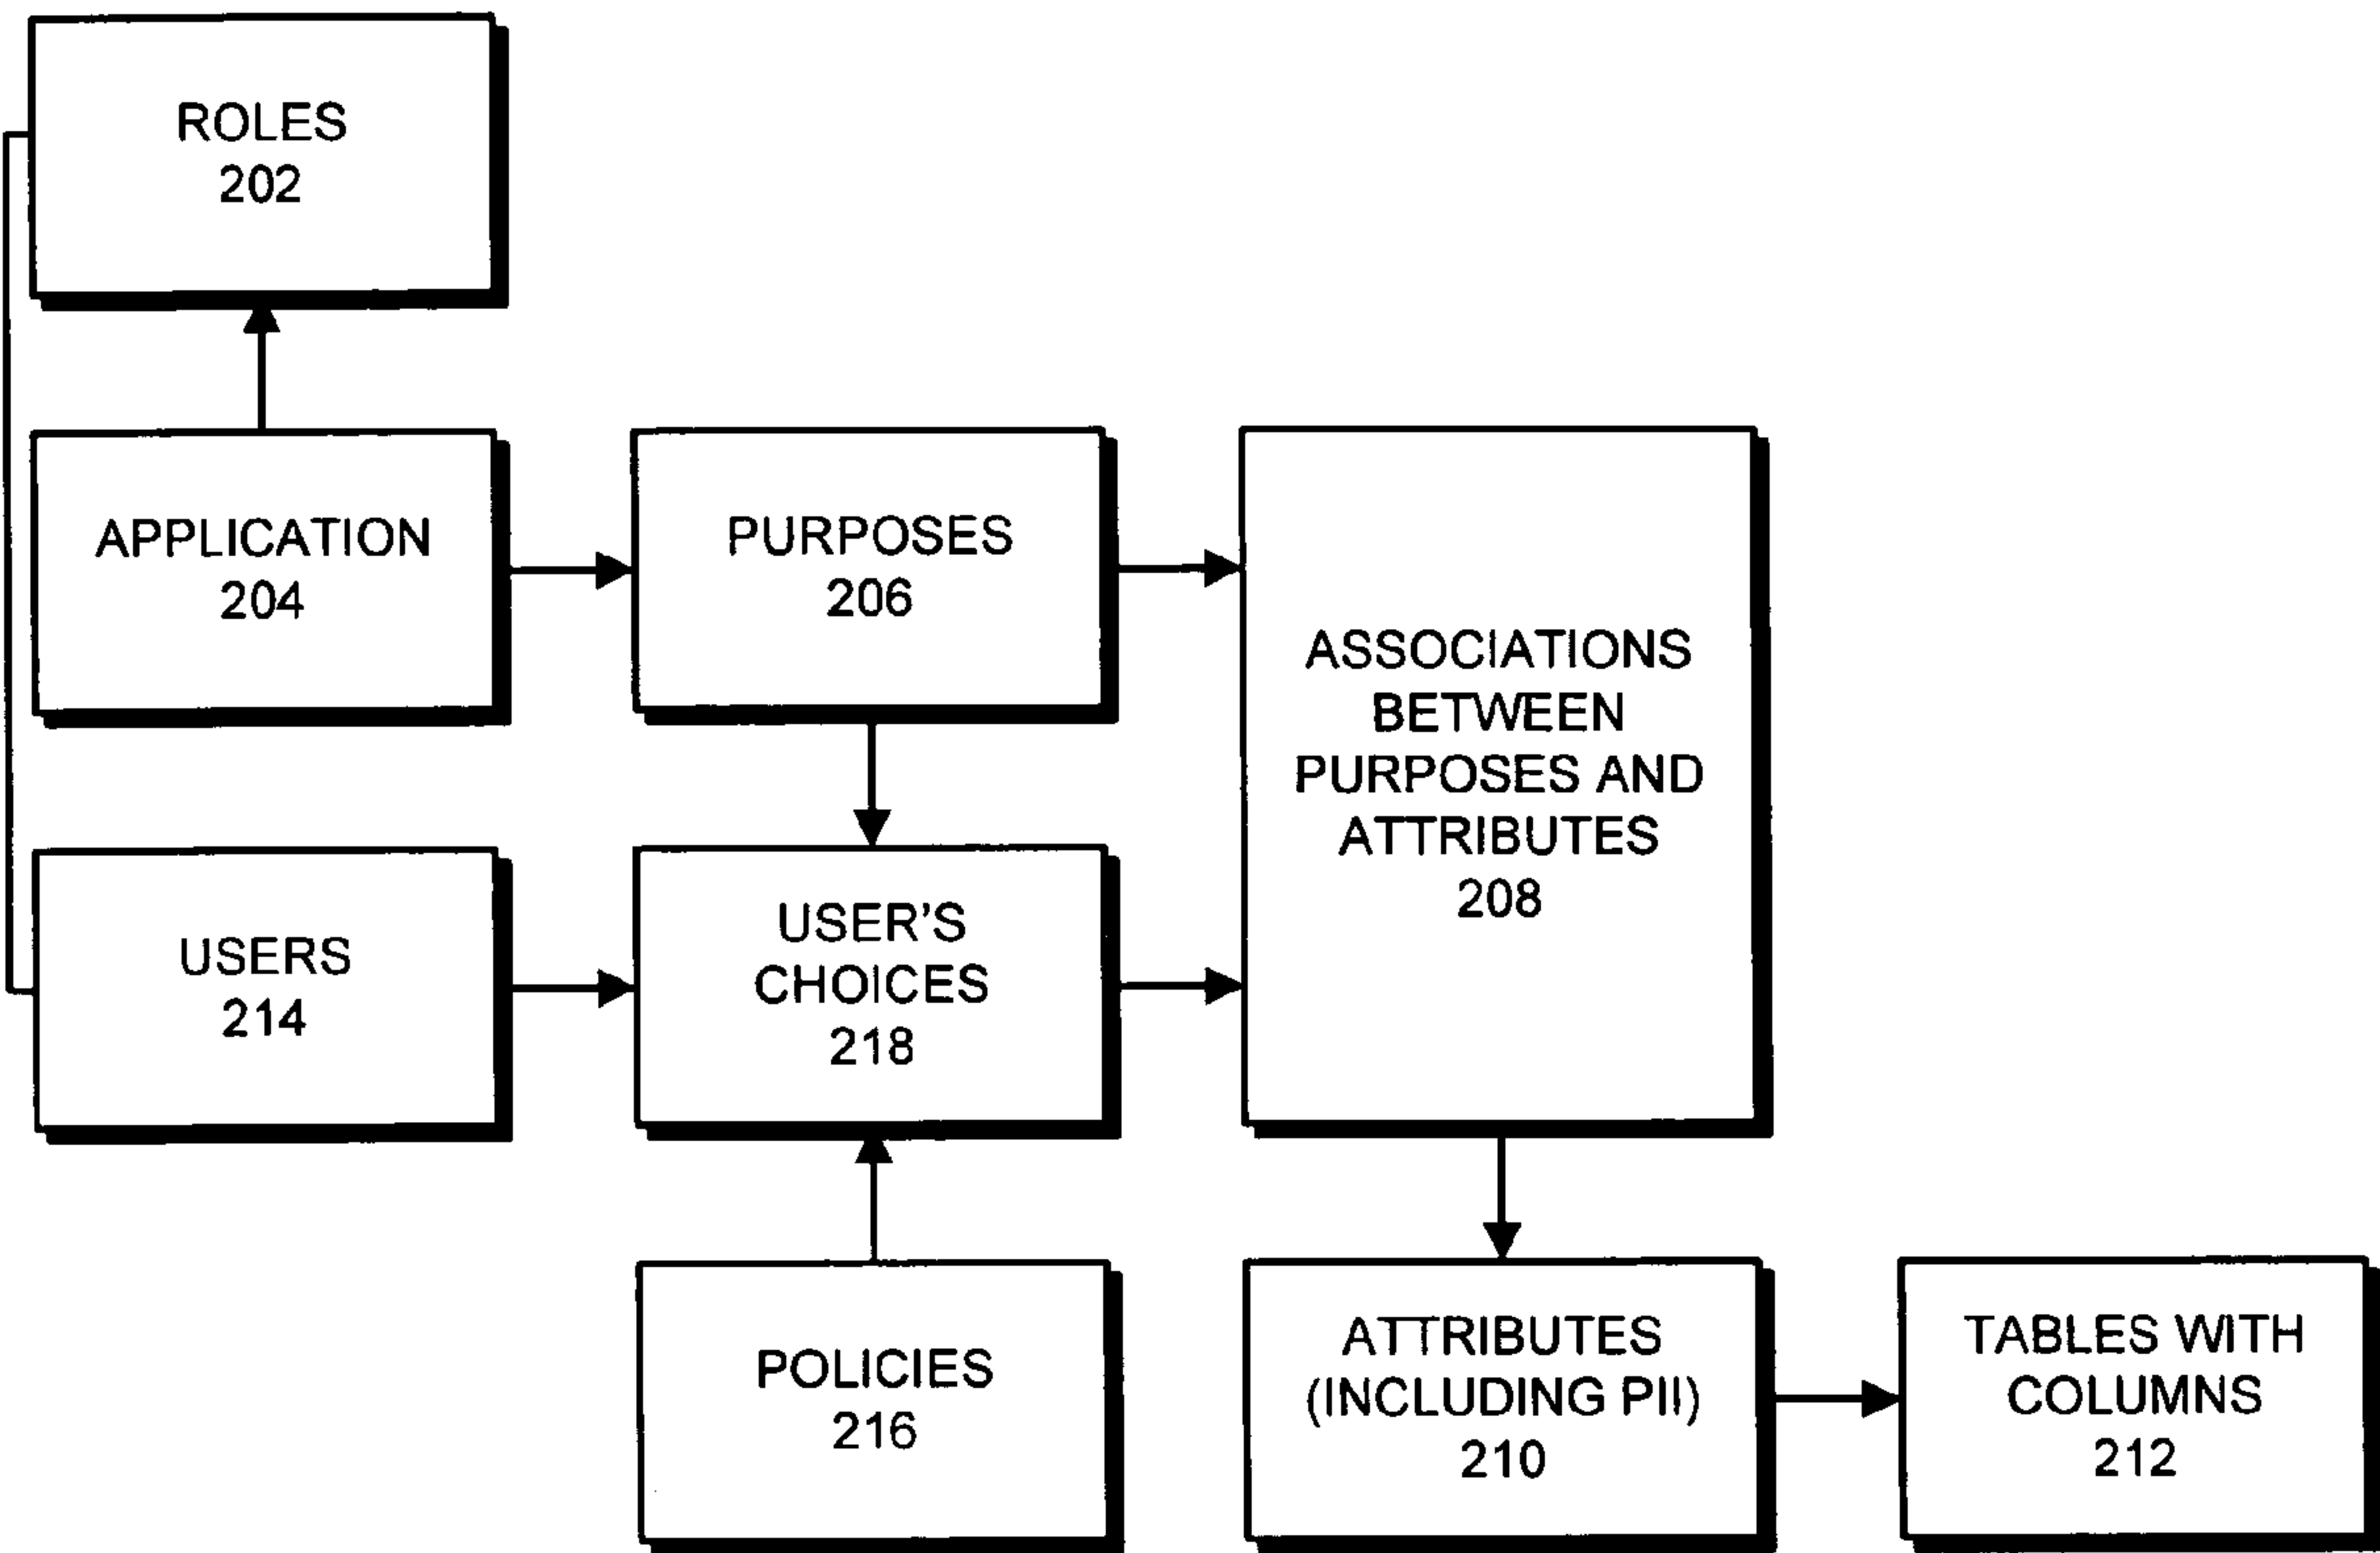 ROLES
202
APPLICATION
204
PURPOSES
206
ASSOCIATIONS
BETWEEN
PURPOSES AND
ATTRIBUTES
208
USERS
214
USER'S
CHOICES
218
POLICIES
216
ATTRIBUTES
(INCLUDING PII)
210
TABLES WITH
COLUMNS
212